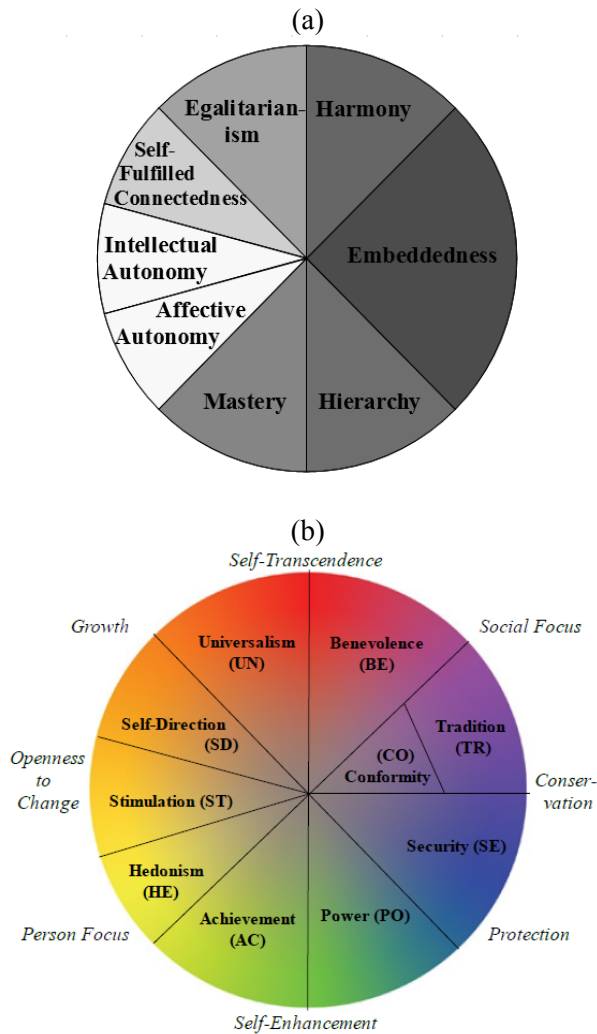 (a)
Egalitarian-
ism
Harmony
Self-
Fulfilled
Connectedness
Intellectual
Autonomy
Embeddedness
Affective
Autonomy
Mastery
Hierarchy
(b)
Self-Transcendence
Growth
Social Focus
Universalism
(UN)
Benevolence
(BE)
Self-Direction
(SD)
Tradition
(TR)
(CO)
Conformity
Openness
to
Change
Stimulation (ST)
Conser-
vation
Security (SE)
Hedonism
(HE)
Achievement
(AC)
Power (PO)
Person Focus
Protection
Self-Enhancement